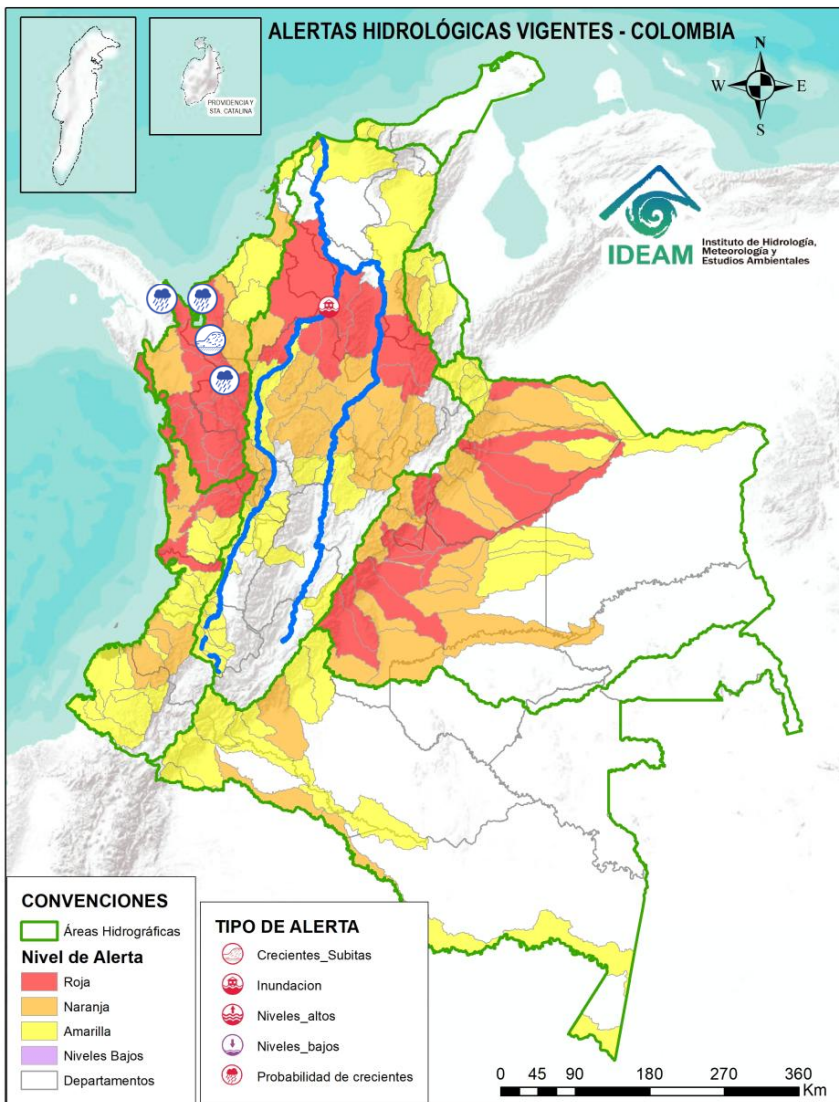 ALERTAS HIDROLÓGICAS VIGENTES - COLOMBIA
PROVIDENCIA Y
STA. CATALINA
N
W
E
S
IDEAM
Instituto de Hidrología,
Meteorología y
Estudios Ambientales
CONVENCIONES
Áreas Hidrográficas
Nivel de Alerta
Roja
Naranja
Amarilla
Niveles Bajos
Departamentos
TIPO DE ALERTA
Crecientes_Subitas
Inundacion
Niveles_altos
Niveles_bajos
Probabilidad de crecientes
0 45 90 180 270 360
Km